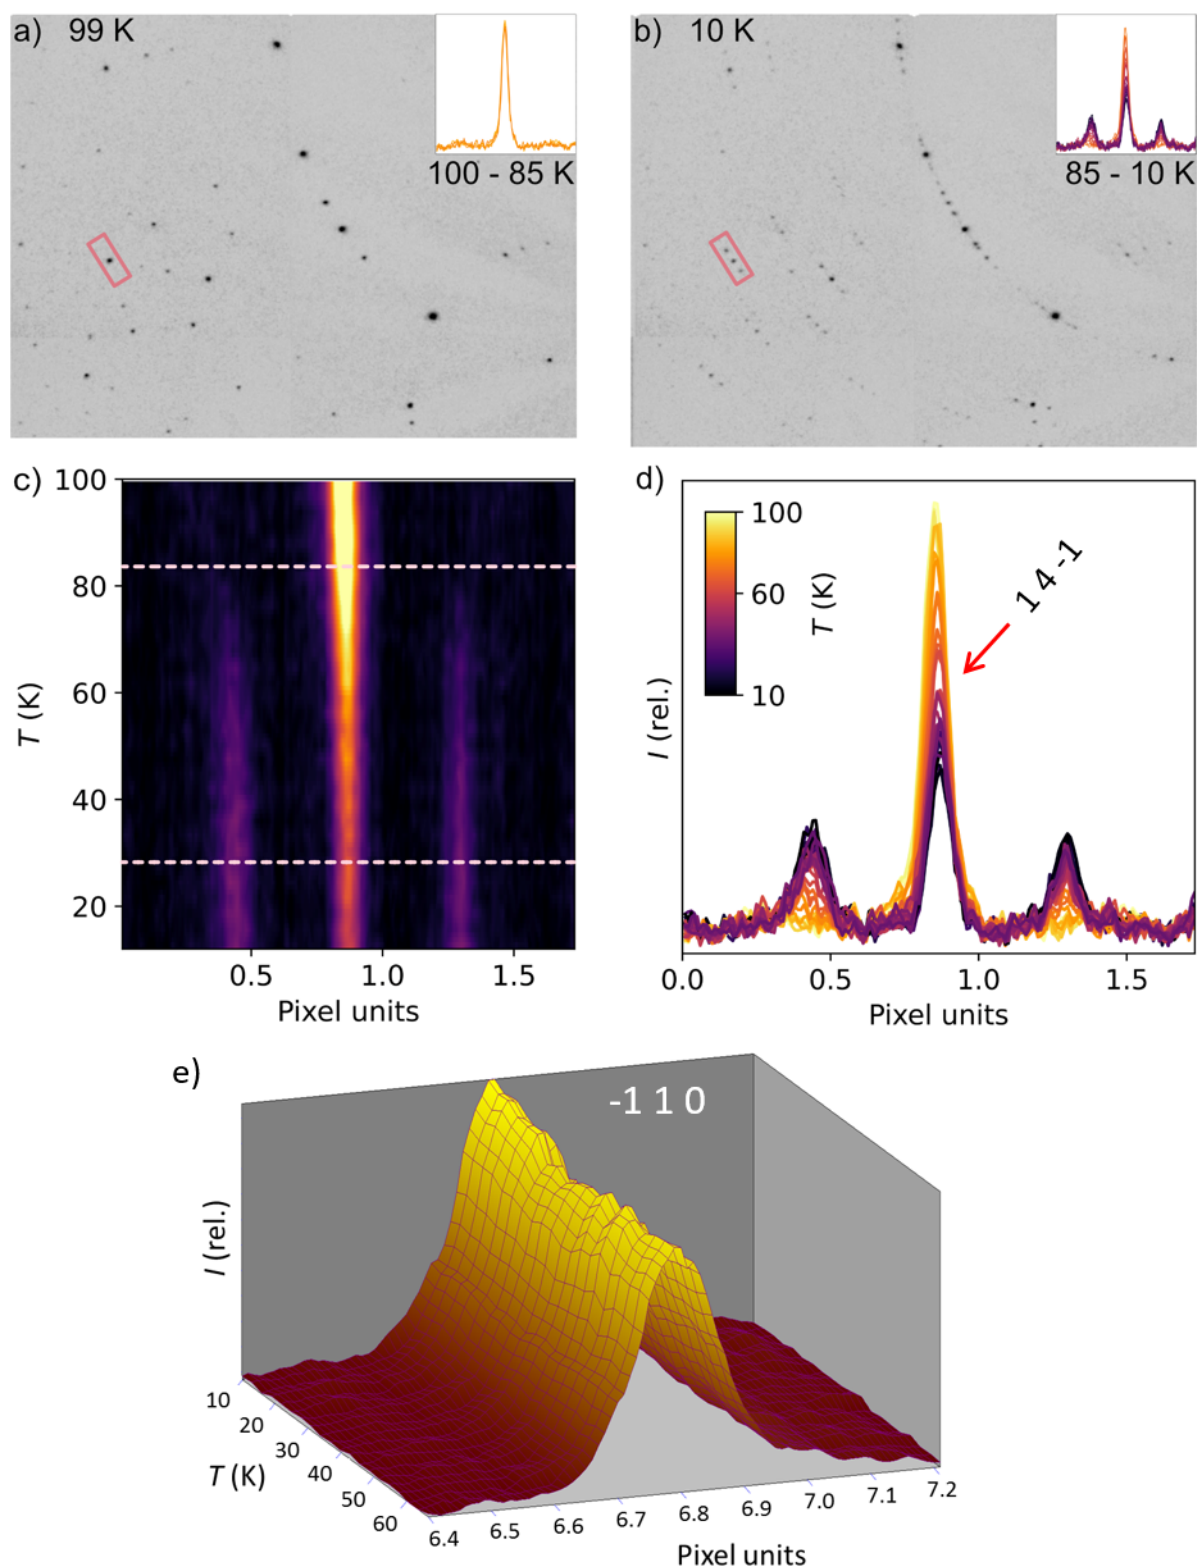 a) 99 K
100 - 85 K
b) 10 K
85 - 10 K
c)
100
80
60
40
20
T (K)
0.5 1.0 1.5
Pixel units
d)
100
60
10
T (K)
1 4 -1
I (rel.)
0.0 0.5 1.0 1.5
Pixel units
e)
-1 1 0
I (rel.)
10
20
30
40
50
60
T (K)
6.4 6.5 6.6 6.7 6.8 6.9 7.0 7.1 7.2
Pixel units